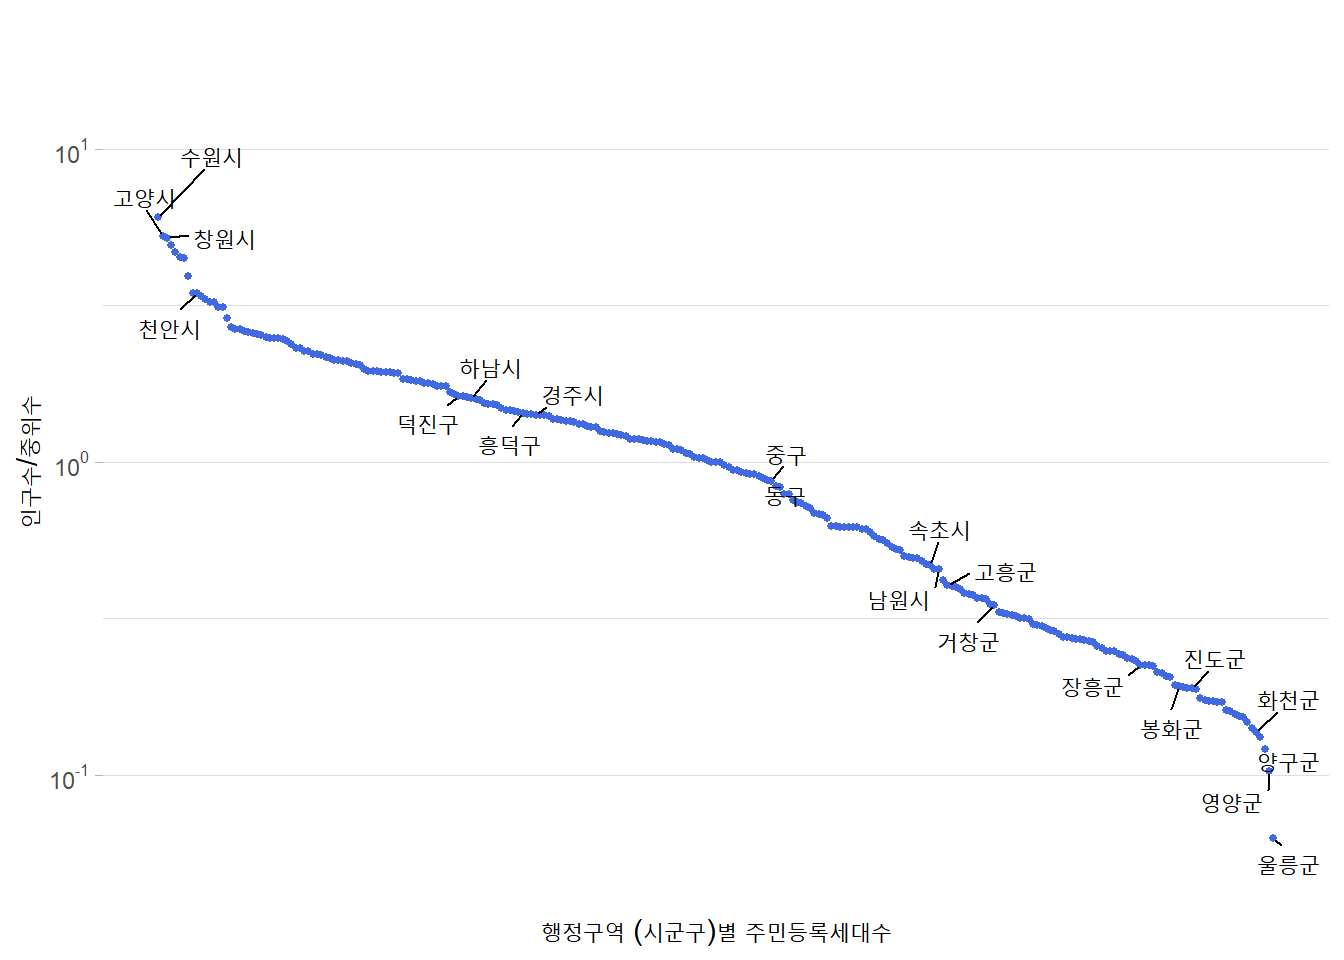 10¹
수원시
고양시
창원시
천안시
하남시
경주시
덕진구
흥덕구
인구수/중위수
10⁰
중구
동구
속초시
고흥군
남원시
거창군
진도군
장흥군
화천군
봉화군
양구군
10⁻¹
영양군
울릉군
행정구역 (시군구)별 주민등록세대수